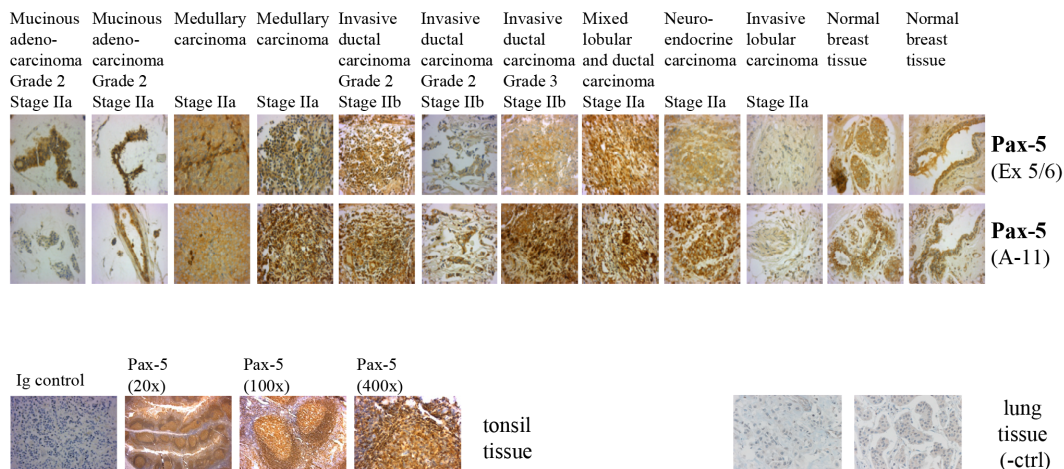 Mucinous
adeno-
carcinoma
Grade 2
Stage IIa
Mucinous
adeno-
carcinoma
Grade 2
Stage IIa
Medullary
carcinoma
Stage IIa
Medullary
carcinoma
Stage IIa
Invasive
ductal
carcinoma
Grade 2
Stage IIb
Invasive
ductal
carcinoma
Grade 2
Stage IIb
Invasive
ductal
carcinoma
Grade 3
Stage IIb
Mixed
lobular
and ductal
carcinoma
Stage IIa
Neuro-
endocrine
carcinoma
Stage IIa
Invasive
lobular
carcinoma
Stage IIa
Normal
breast
tissue
Normal
breast
tissue
Pax-5
(Ex 5/6)
Pax-5
(A-11)
Ig control
Pax-5
(20x)
Pax-5
(100x)
Pax-5
(400x)
tonsil
tissue
lung
tissue
(-ctrl)